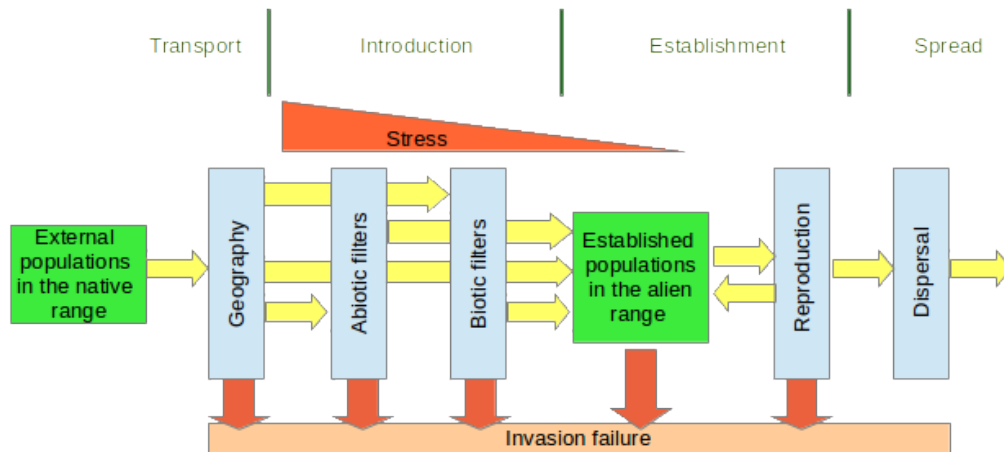 Transport
Introduction
Establishment
Spread
Stress
External
populations
in the native
range
Geography
Abiotic filters
Biotic filters
Established
populations
in the alien
range
Reproduction
Dispersal
Invasion failure